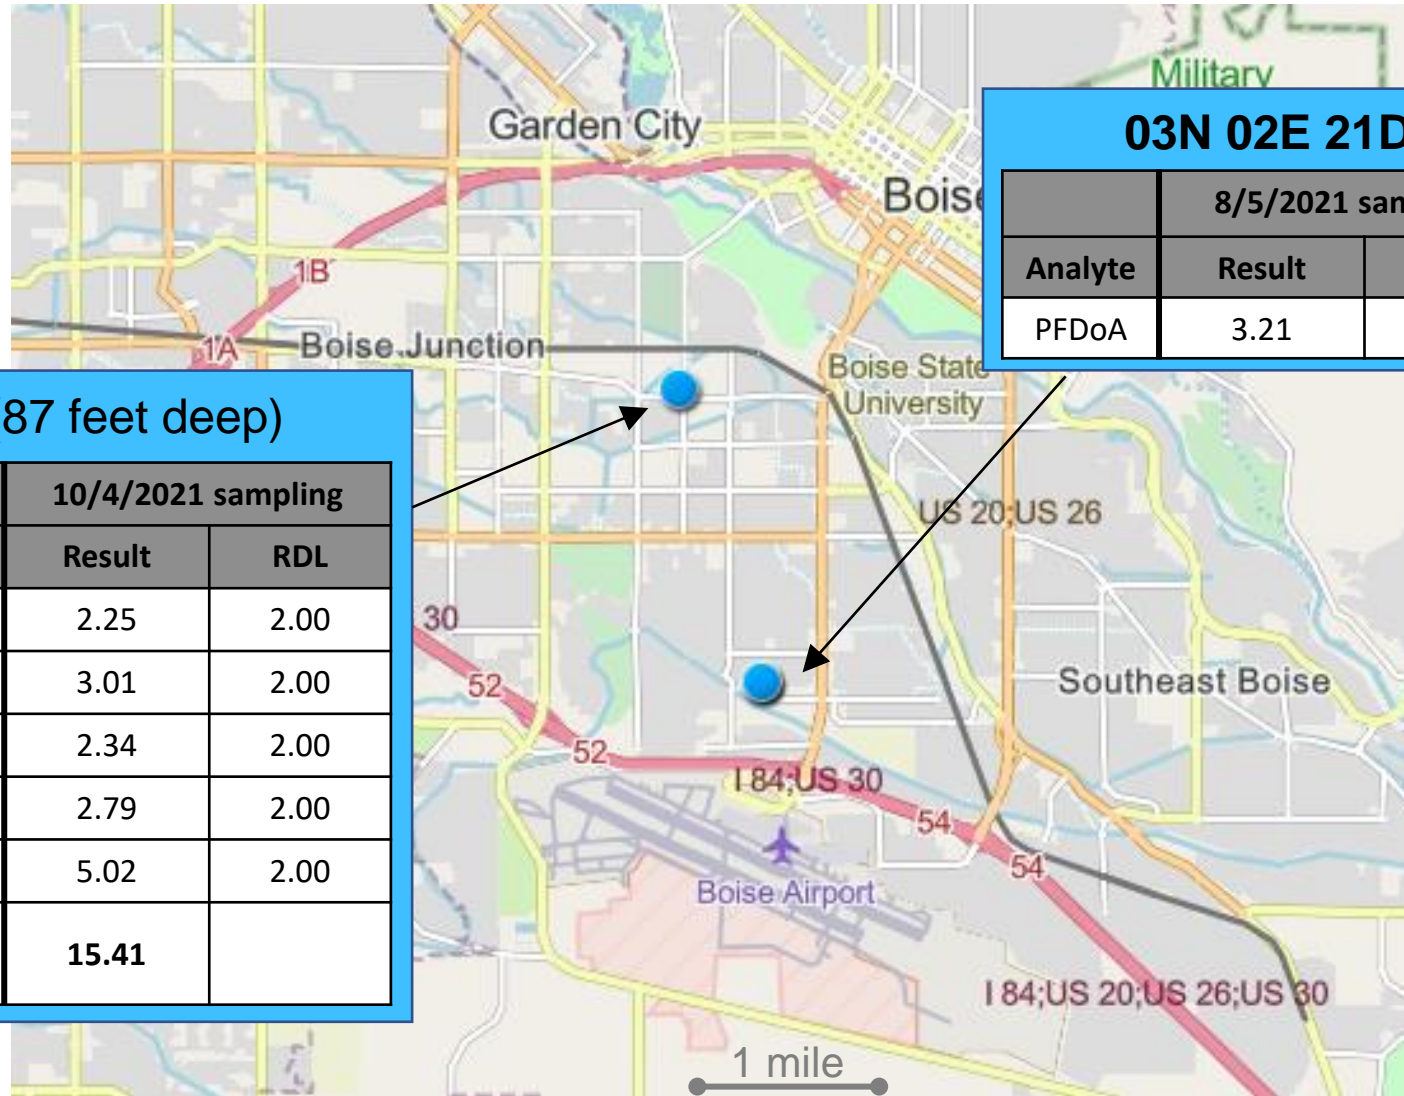 Military
Garden City
03N 02E 21D
8/5/2021 sam
Boise
Analyte Result
1B
PFDoA 3.21
1A
Boise Junction
Boise State
University
87 feet deep)
10/4/2021 sampling
US 20;US 26
Result RDL
2.25 2.00
30
3.01 2.00
52
Southeast Boise
2.34 2.00
52
I 84;US 30
2.79 2.00
54
5.02 2.00
54
Boise Airport
15.41
I 84;US 20;US 26;US 30
1 mile